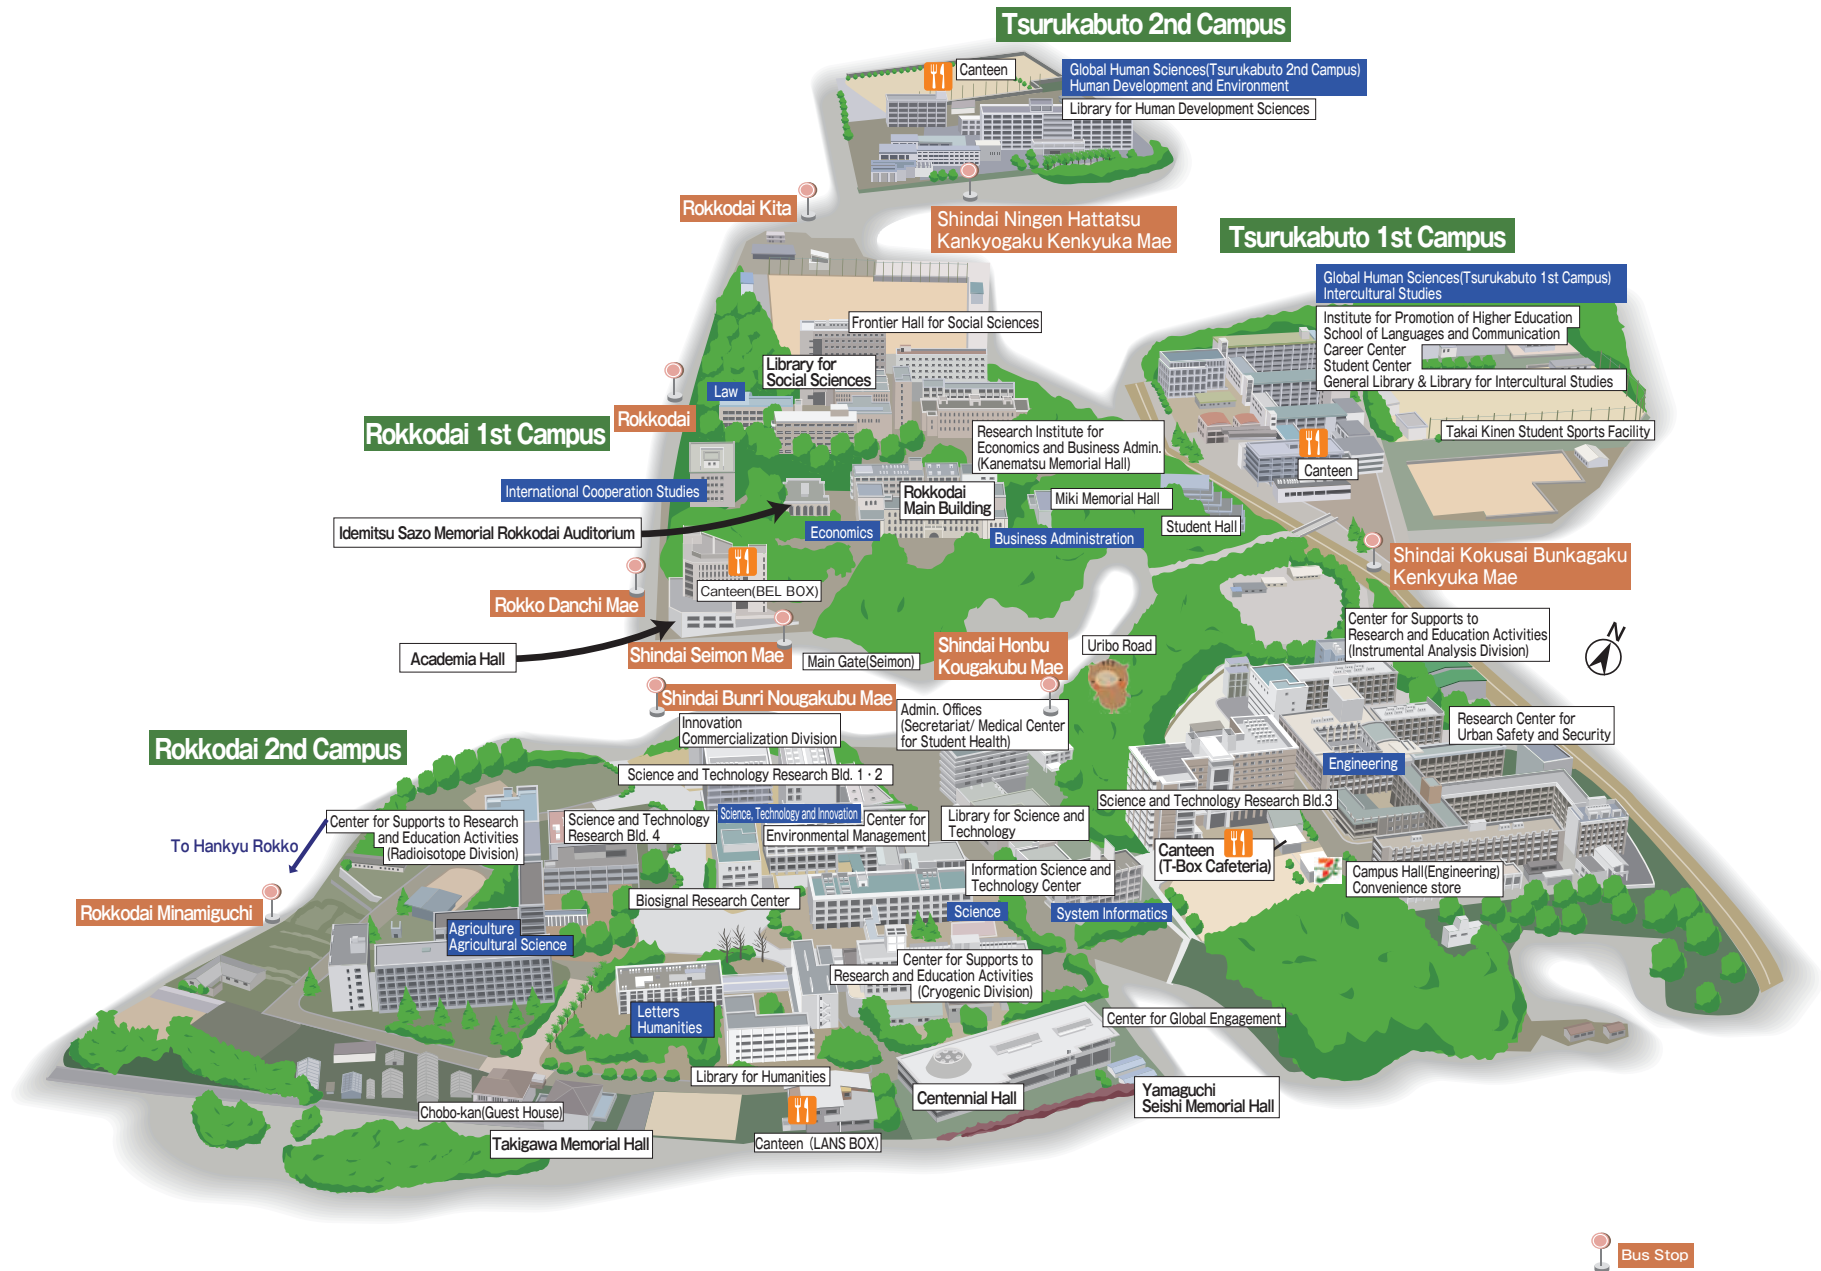 Tsurukabuto 2nd Campus
Canteen
Global Human Sciences(Tsurukabuto 2nd Campus)
Human Development and Environment
Library for Human Development Sciences
Rokkodai Kita
Shindai Ningen Hattatsu
Kankyogaku Kenkyuka Mae
Tsurukabuto 1st Campus
Global Human Sciences(Tsurukabuto 1st Campus)
Intercultural Studies
Institute for Promotion of Higher Education
School of Languages and Communication
Career Center
Student Center
General Library & Library for Intercultural Studies
Takai Kinen Student Sports Facility
Canteen
Frontier Hall for Social Sciences
Library for
Social Sciences
Law
Rokkodai
Rokkodai 1st Campus
Research Institute for
Economics and Business Admin.
(Kanematsu Memorial Hall)
International Cooperation Studies
Rokkodai
Main Building
Miki Memorial Hall
Student Hall
Idemitsu Sazo Memorial Rokkodai Auditorium
Economics
Business Administration
Shindai Kokusai Bunkagaku
Kenkyuka Mae
Canteen(BEL BOX)
Rokko Danchi Mae
Academia Hall
Shindai Seimon Mae
Main Gate(Seimon)
Shindai Honbu
Kougakubu Mae
Uribo Road
Center for Supports to
Research and Education Activities
(Instrumental Analysis Division)
N
Shindai Bunri Nougakubu Mae
Innovation
Commercialization Division
Admin. Offices
(Secretariat/ Medical Center
for Student Health)
Research Center for
Urban Safety and Security
Rokkodai 2nd Campus
Science and Technology Research Bld. 1・2
Engineering
Science and Technology Research Bld.3
Science, Technology and Innovation
Center for
Environmental Management
Library for Science and
Technology
Center for Supports to Research
and Education Activities
(Radioisotope Division)
Science and Technology
Research Bld. 4
To Hankyu Rokko
Canteen
(T-Box Cafeteria)
7
Campus Hall(Engineering)
Convenience store
Information Science and
Technology Center
Biosignal Research Center
Rokkodai Minamiguchi
Science
System Informatics
Agriculture
Agricultural Science
Center for Supports to
Research and Education Activities
(Cryogenic Division)
Letters
Humanities
Center for Global Engagement
Library for Humanities
Centennial Hall
Yamaguchi
Seishi Memorial Hall
Chobo-kan(Guest House)
Takigawa Memorial Hall
Canteen (LANS BOX)
Bus Stop